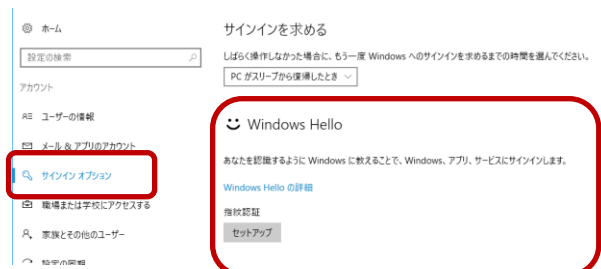 ホーム
設定の検索
アカウント
ユーザーの情報
メール & アプリのアカウント
サインイン オプション
職場または学校にアクセスする
家族とその他のユーザー
設定の同期
サインインを求める
しばらく操作しなかった場合に、もう一度 Windows へのサインインを求めるまでの時間を選んでください。
PC がスリープから復帰したとき
Windows Hello
あなたを認識するように Windows に教えることで、Windows、アプリ、サービスにサインインします。
Windows Hello の詳細
指紋認証
セットアップ